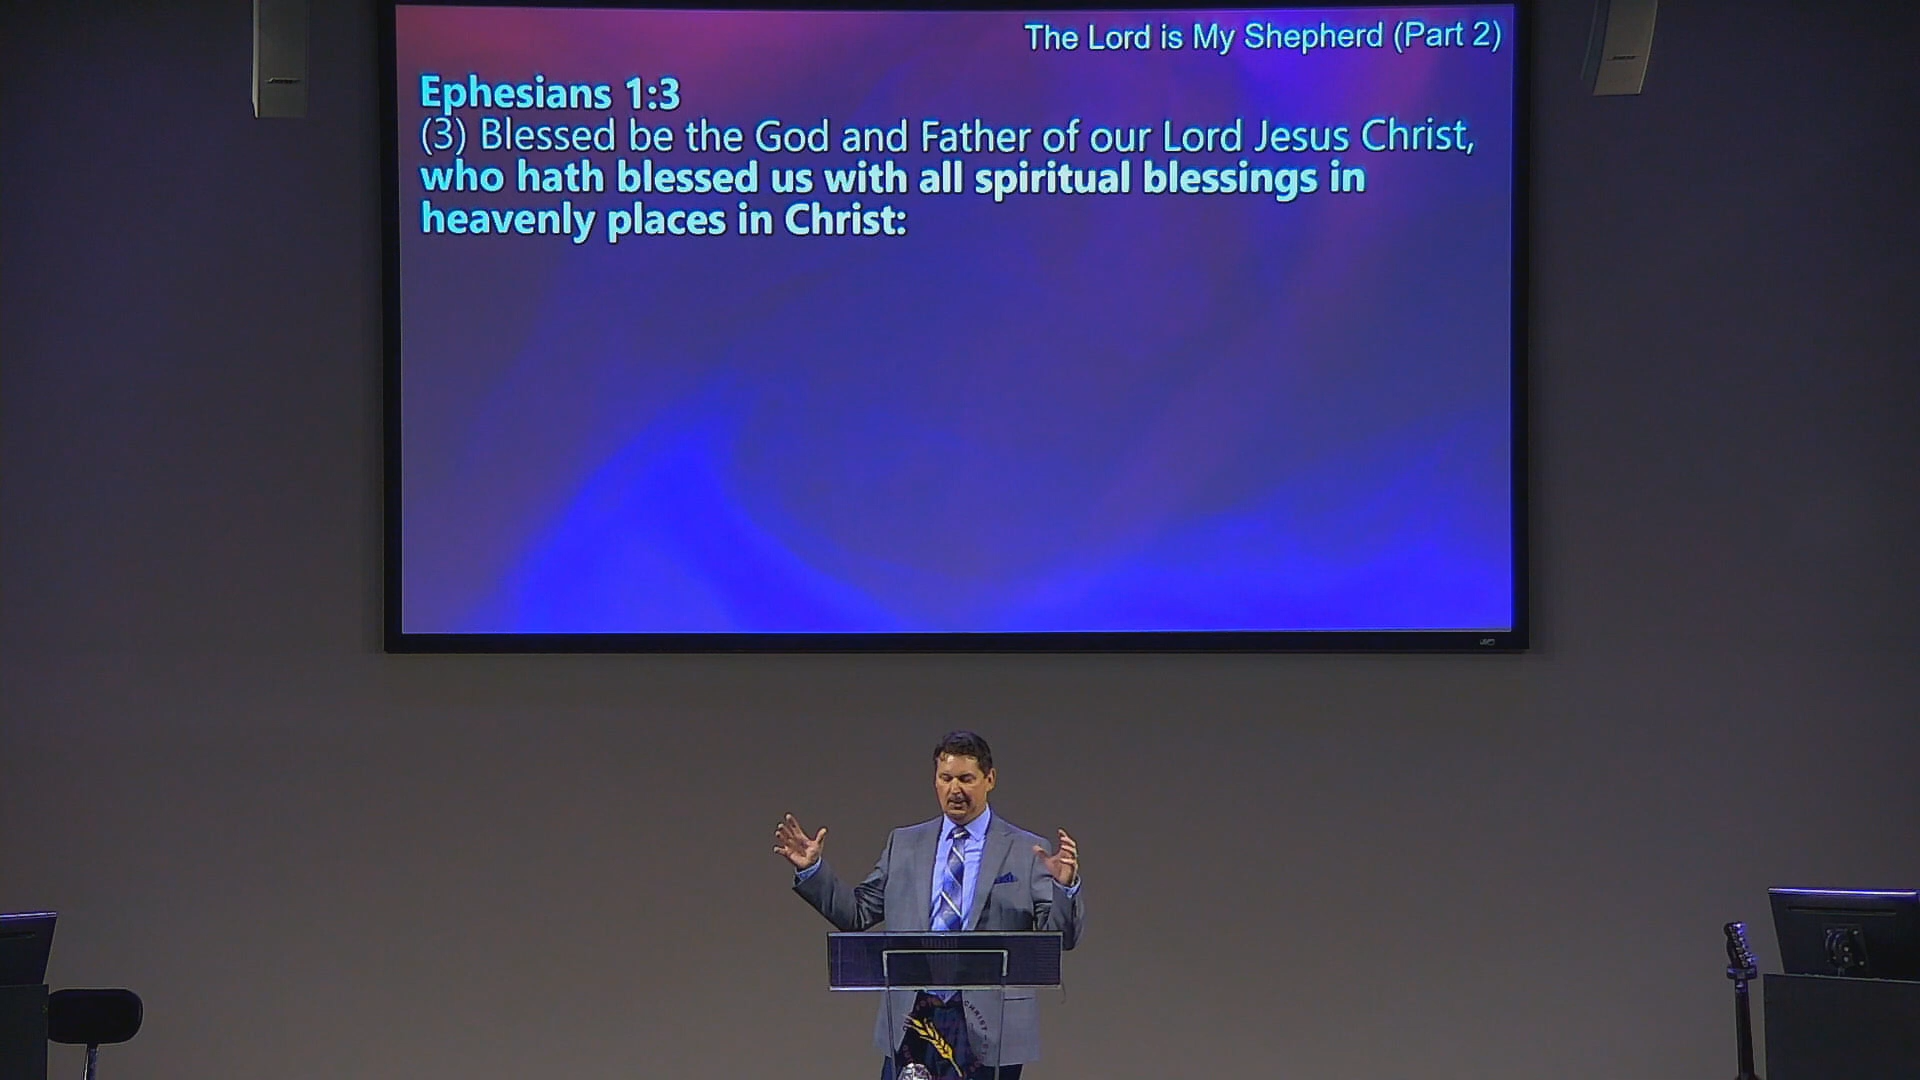 The Lord is My Shepherd (Part 2)
Ephesians 1:3
(3) Blessed be the God and Father of our Lord Jesus Christ,
who hath blessed us with all spiritual blessings in
heavenly places in Christ:
CHRIST